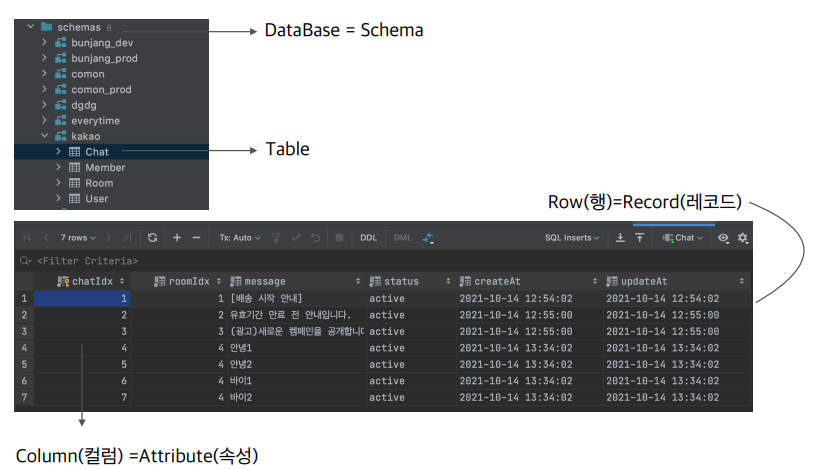 schemas 8
DataBase = Schema
bunjang_dev
bunjang_prod
comon
comon_prod
dgdg
everytime
kakao
Chat
Table
Member
Room
User
Row(행)=Record(레코드)
7 rows Tx: Auto DDL DML SQL Inserts Chat
<Filter Criteria>
chatIdx roomIdx message status createAt updateAt
1 1 1 [배송 시작 안내] active 2021-10-14 12:54:02 2021-10-14 12:54:02
2 2 2 유효기간 만료 전 안내입니다. active 2021-10-14 12:55:00 2021-10-14 12:55:00
3 3 3 (광고)새로운 켐페인을 공개합니다 active 2021-10-14 12:55:00 2021-10-14 12:55:00
4 4 4 안녕1 active 2021-10-14 13:34:02 2021-10-14 13:34:02
5 5 4 안녕2 active 2021-10-14 13:34:02 2021-10-14 13:34:02
6 6 4 바이1 active 2021-10-14 13:34:02 2021-10-14 13:34:02
7 7 4 바이2 active 2021-10-14 13:34:02 2021-10-14 13:34:02
Column(컬럼) =Attribute(속성)